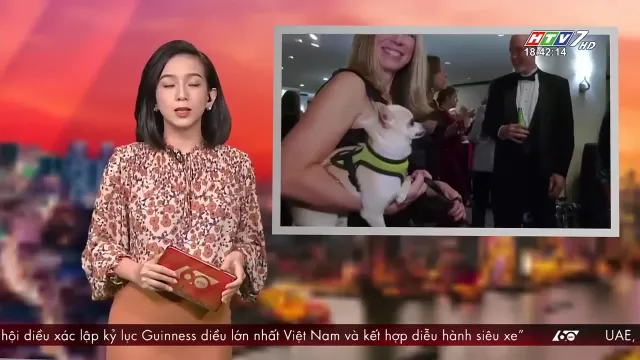 HTV7 HD
18:42:14
hội diều xác lập kỷ lục Guinness diều lớn nhất Việt Nam và kết hợp diễu hành siêu xe" 60 UAE,